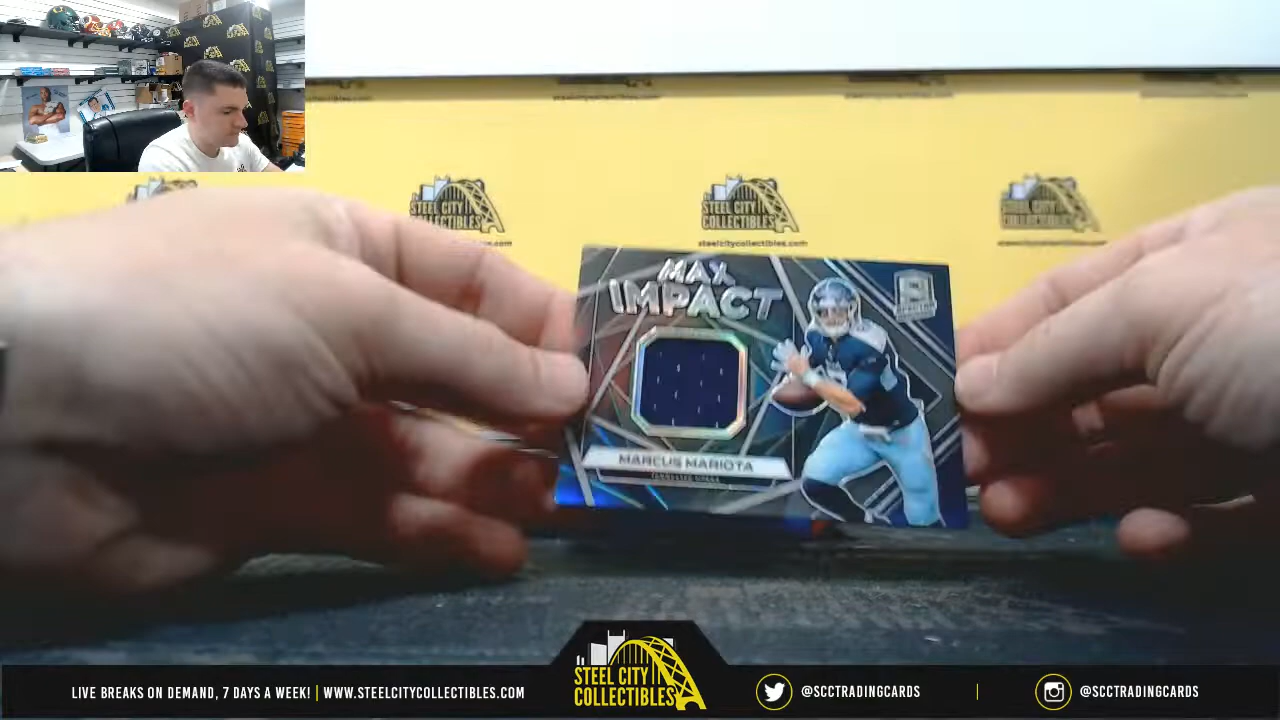 STEEL CITY
COLLECTIBLES
STEEL CITY
COLLECTIBLES
steelcitycollectibles.com
STEEL CITY
COLLECTIBLES
MAX
IMPACT
MARCUS MARIOTA
STEEL CITY
COLLECTIBLES
LIVE BREAKS ON DEMAND, 7 DAYS A WEEK! | WWW.STEELCITYCOLLECTIBLES.COM
@SCCTRADINGCARDS
@SCCTRADINGCARDS